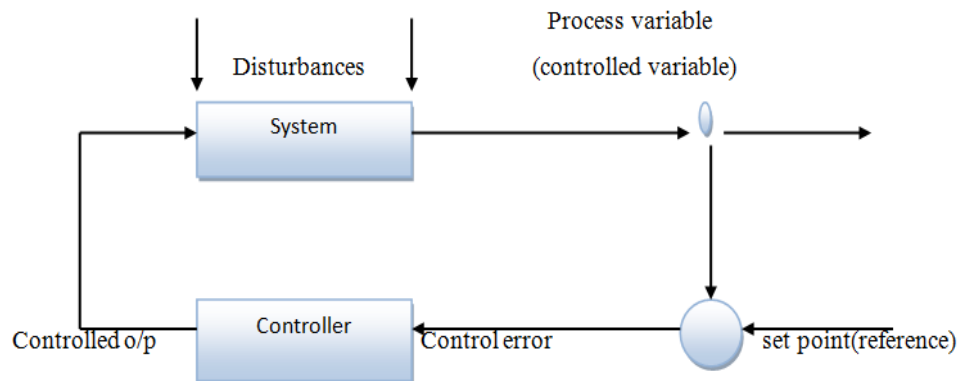 Process variable
Disturbances
(controlled variable)
System
Controller
Controlled o/p
Control error
set point(reference)